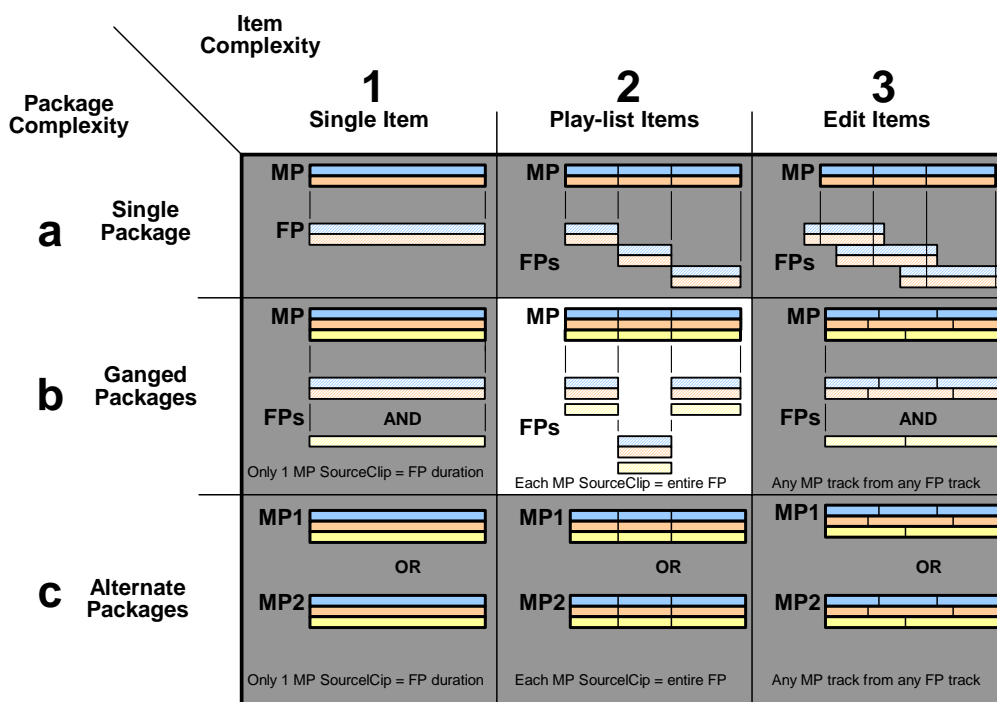 Item
Complexity
Package
Complexity
1
Single Item
2
Play-list Items
3
Edit Items
a
Single
Package
MP
FP
MP
FPs
MP
FPs
b
Ganged
Packages
MP
FPs
AND
Only 1 MP SourceClip = FP duration
MP
FPs
Each MP SourceClip = entire FP
MP
FPs
AND
Any MP track from any FP track
c
Alternate
Packages
MP1
OR
MP2
Only 1 MP SourcelCip = FP duration
MP1
OR
MP2
Each MP SourcelCip = entire FP
MP1
OR
MP2
Any MP track from any FP track